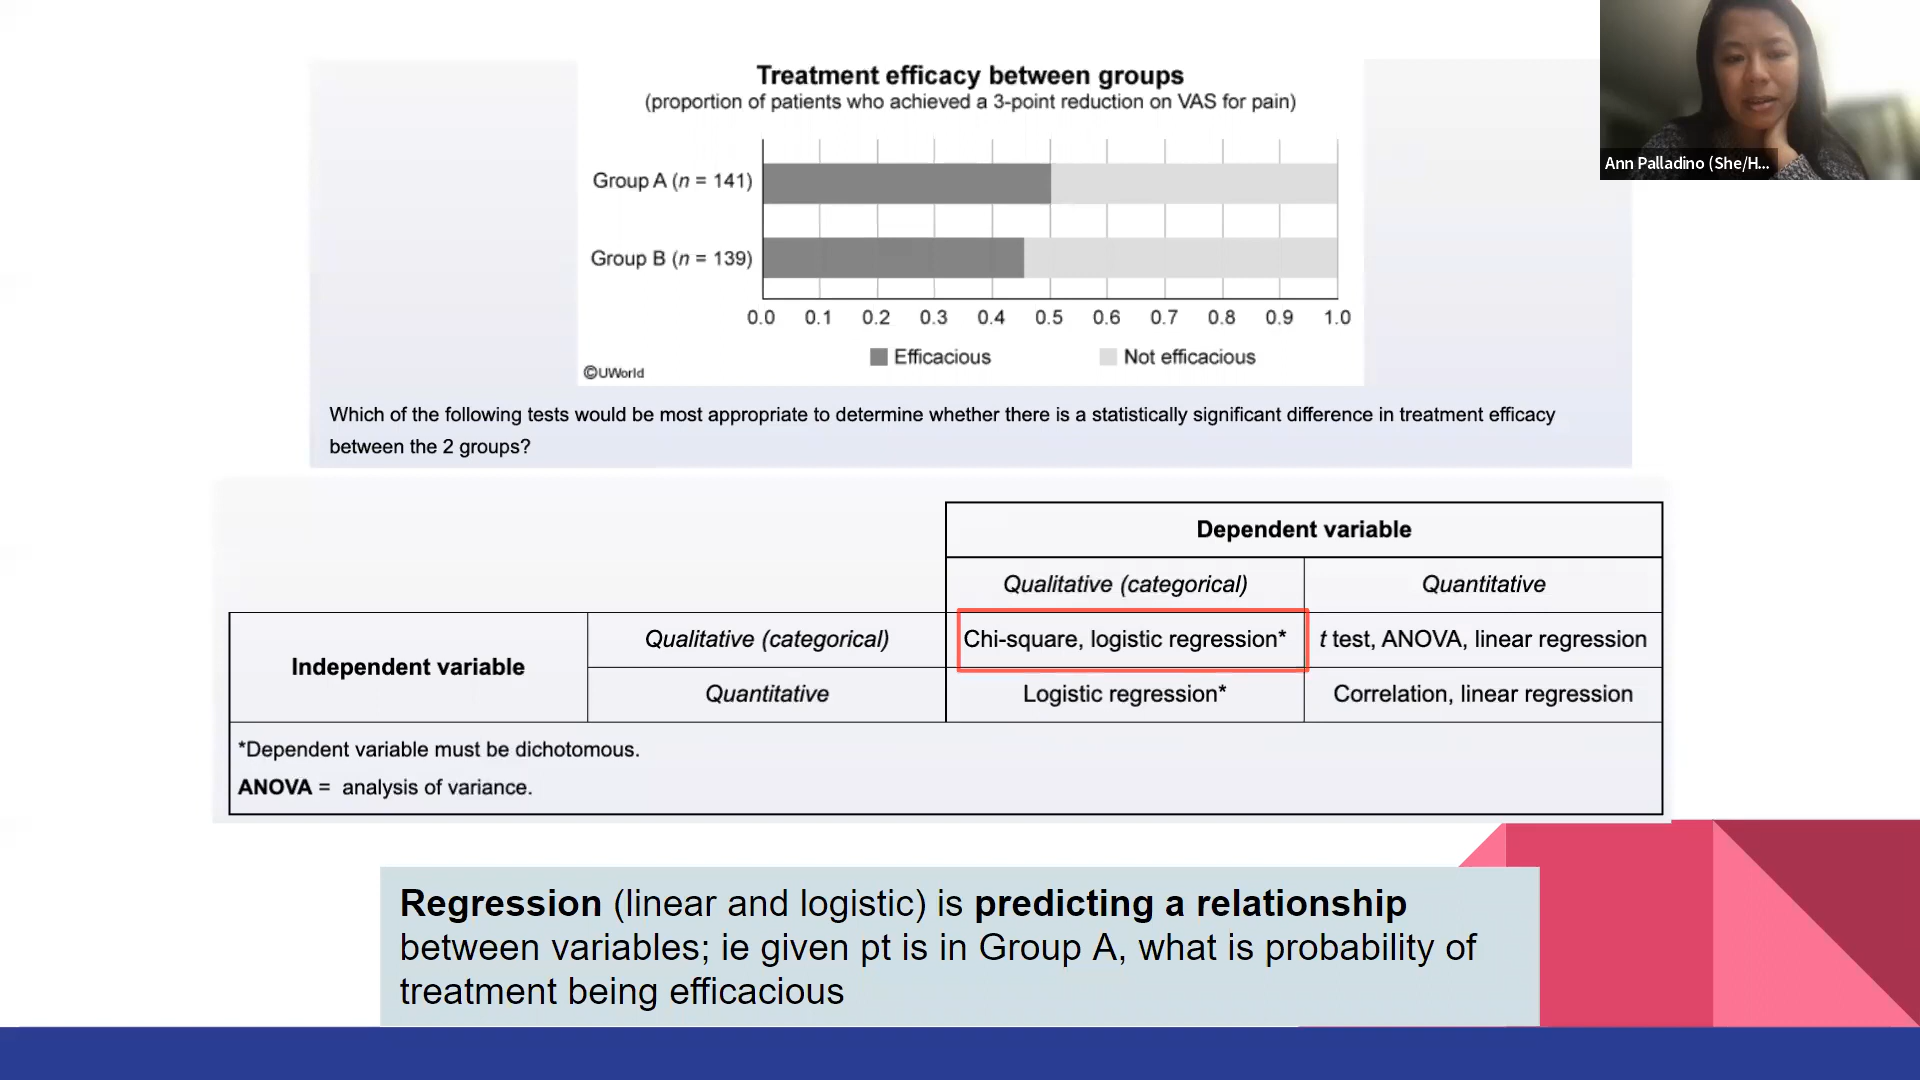 Treatment efficacy between groups
(proportion of patients who achieved a 3-point reduction on VAS for pain)
Group A (n = 141)
Group B (n = 139)
0.0 0.1 0.2 0.3 0.4 0.5 0.6 0.7 0.8 0.9 1.0
Efficacious Not efficacious
©UWorld
Ann Palladino (She/H...
Which of the following tests would be most appropriate to determine whether there is a statistically significant difference in treatment efficacy
between the 2 groups?
Dependent variable
Qualitative (categorical) Quantitative
Independent variable
Qualitative (categorical) Chi-square, logistic regression* t test, ANOVA, linear regression
Quantitative Logistic regression* Correlation, linear regression
*Dependent variable must be dichotomous.
ANOVA = analysis of variance.
Regression (linear and logistic) is predicting a relationship
between variables; ie given pt is in Group A, what is probability of
treatment being efficacious